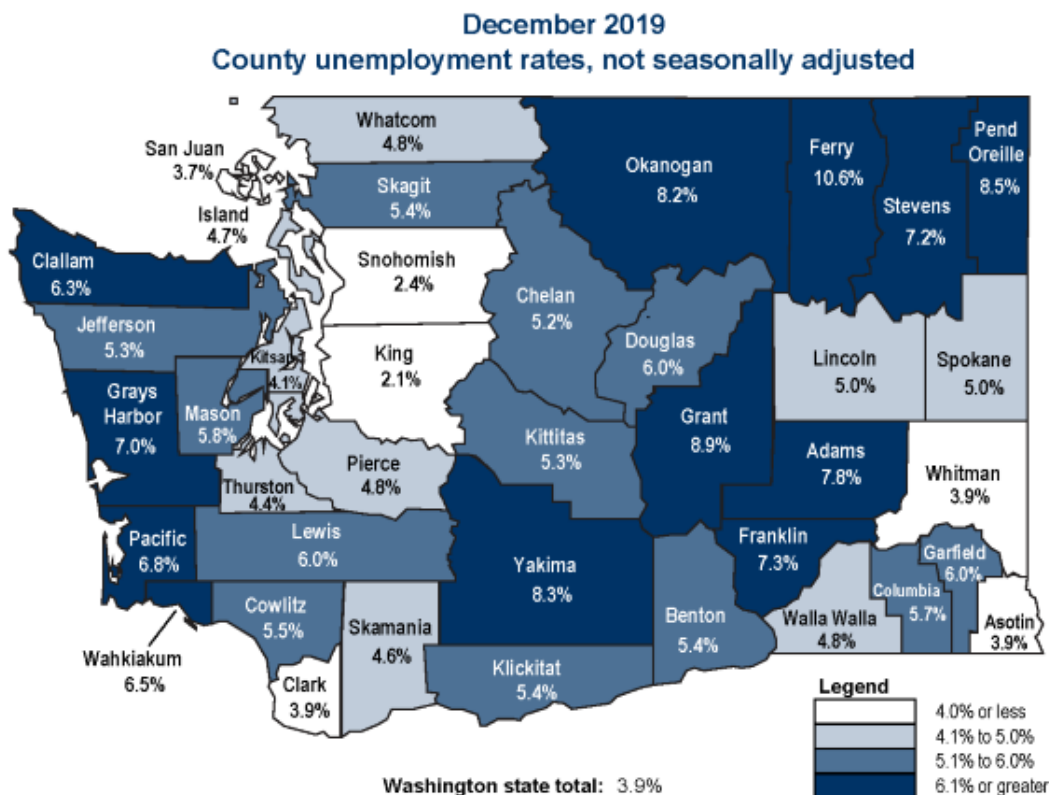 December 2019
County unemployment rates, not seasonally adjusted
Whatcom
4.8%
San Juan
3.7%
Skagit
5.4%
Island
4.7%
Okanogan
8.2%
Ferry
10.6%
Stevens
7.2%
Pend
Oreille
8.5%
Clallam
6.3%
Snohomish
2.4%
Chelan
5.2%
Jefferson
5.3%
Douglas
6.0%
Kitsap
4.1%
King
2.1%
Lincoln
5.0%
Spokane
5.0%
Grays
Harbor
7.0%
Mason
5.8%
Grant
8.9%
Kittitas
5.3%
Adams
7.8%
Whitman
3.9%
Pierce
4.8%
Thurston
4.4%
Pacific
6.8%
Lewis
6.0%
Yakima
8.3%
Franklin
7.3%
Garfield
6.0%
Columbia
5.7%
Cowlitz
5.5%
Skamania
4.6%
Benton
5.4%
Walla Walla
4.8%
Asotin
3.9%
Wahkiakum
6.5%
Clark
3.9%
Klickitat
5.4%
Legend
4.0% or less
4.1% to 5.0%
5.1% to 6.0%
6.1% or greater
Washington state total: 3.9%